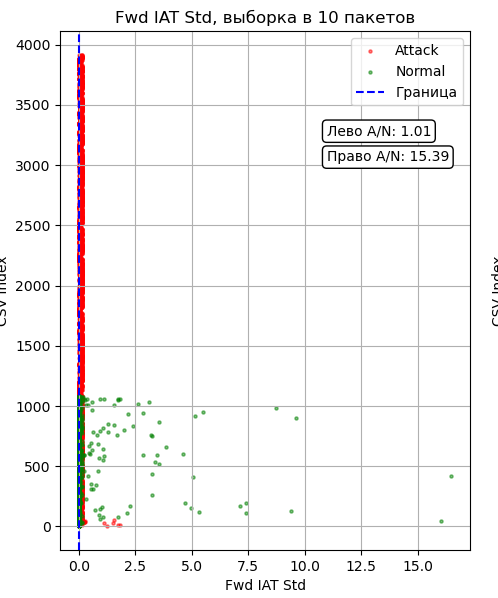 Fwd IAT Std, выборка в 10 пакетов
Attack
Normal
Граница
Лево A/N: 1.01
Право A/N: 15.39
4000
3500
3000
2500
2000
1500
1000
500
0
CSV Index
CSV Index
0.0 2.5 5.0 7.5 10.0 12.5 15.0
Fwd IAT Std